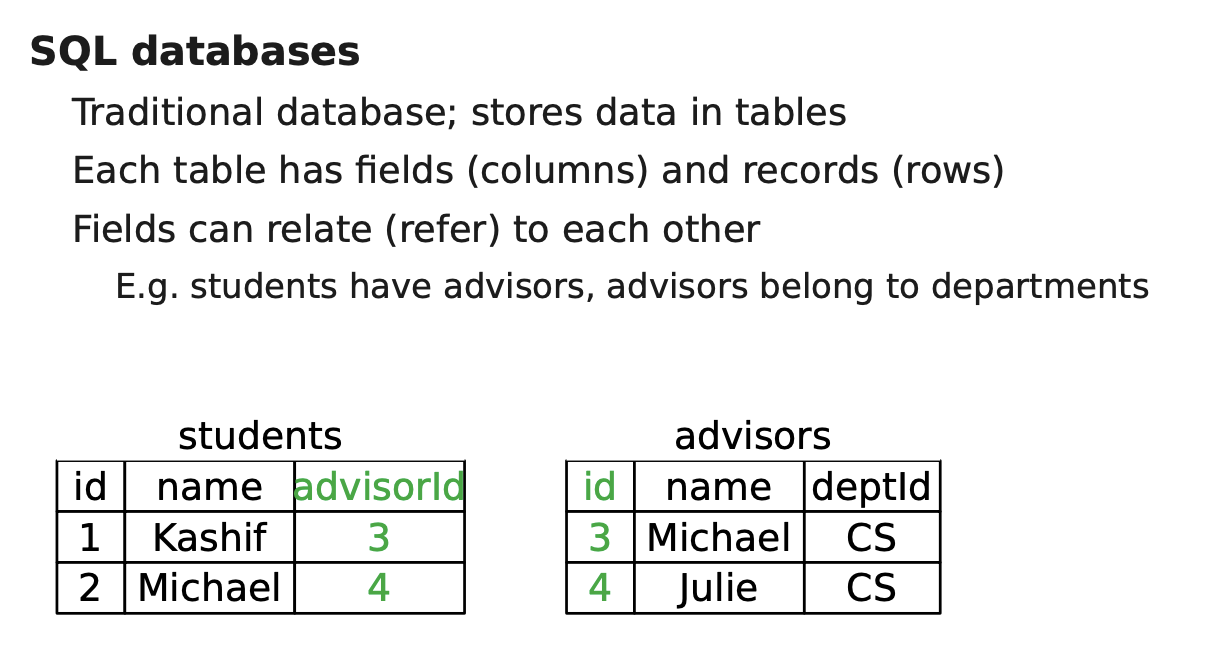 SQL databases
Traditional database; stores data in tables
Each table has fields (columns) and records (rows)
Fields can relate (refer) to each other
E.g. students have advisors, advisors belong to departments
students
id name advisorId
1 Kashif 3
2 Michael 4
advisors
id name deptId
3 Michael CS
4 Julie CS